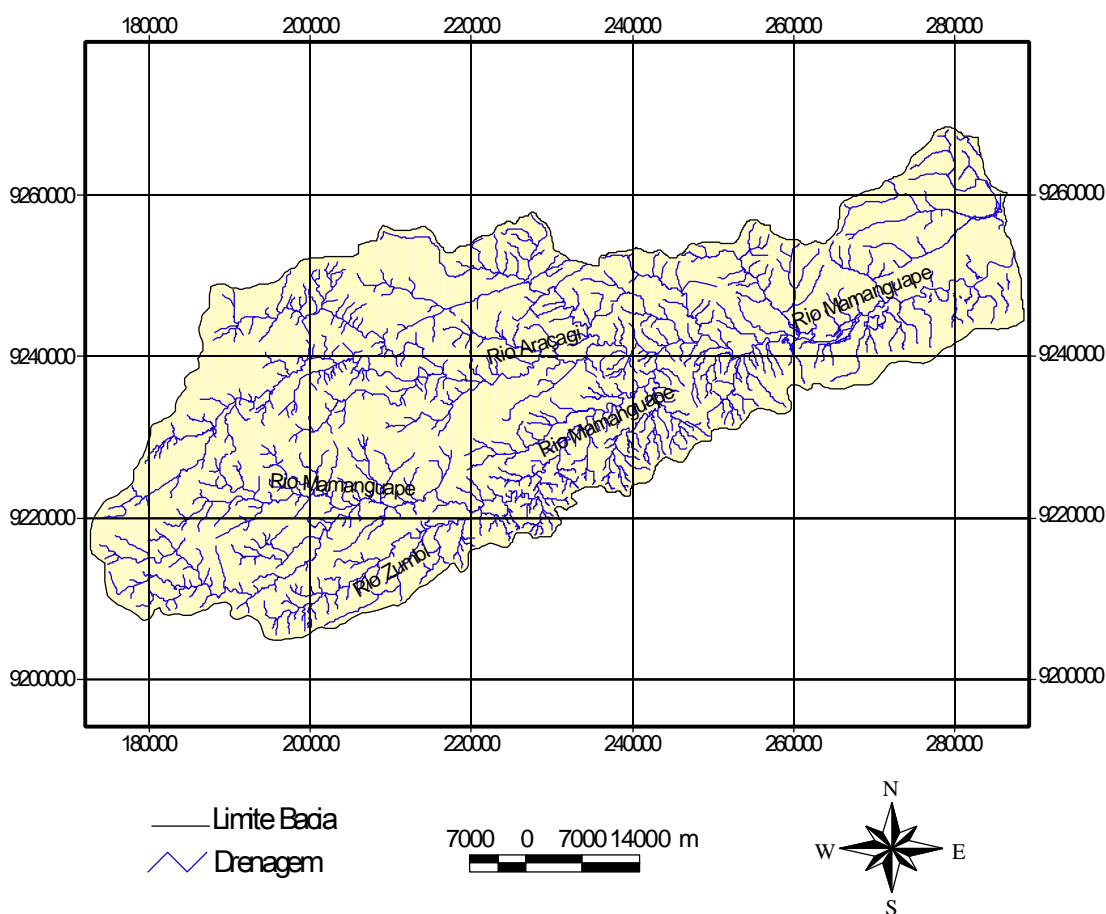 180000 200000 220000 240000 260000 280000
9260000 9260000
Rio Mamanguape
Rio Araçagi
9240000 9240000
Rio Mamanguape
Rio Mamanguape
9220000 9220000
Rio Zumbi
9200000 9200000
180000 200000 220000 240000 260000 280000
N
Limite Bacia
7000 0 7000 14000 m
W E
Drenagem
S